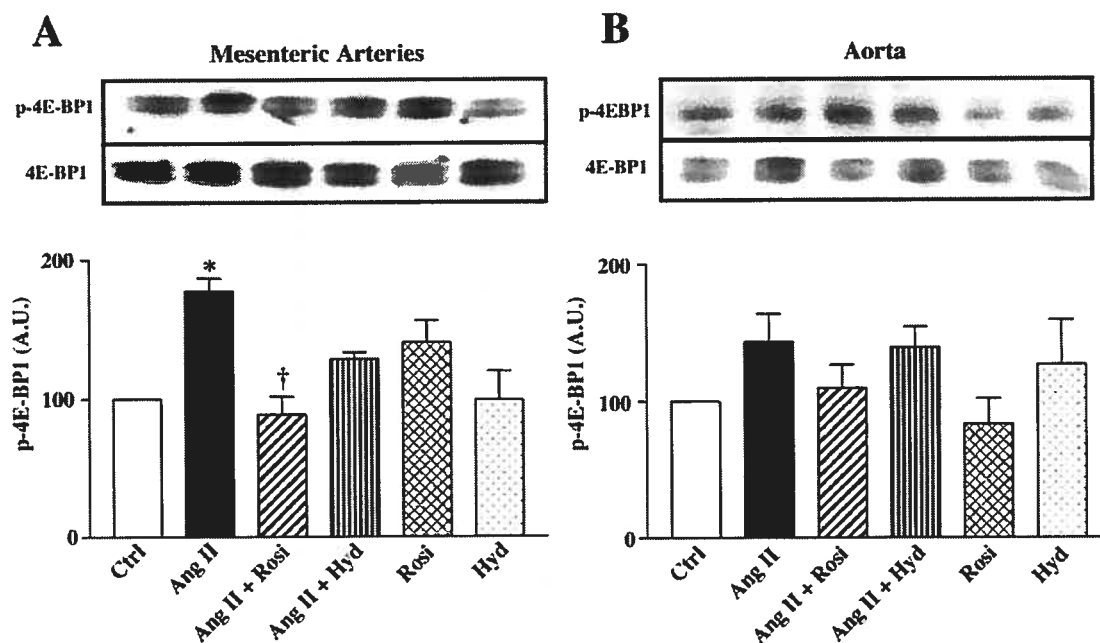 A
Mesenteric Arteries
p-4E-BP1
4E-BP1
p-4E-BP1 (A.U.)
200
*
†
100
0
Ctrl
Ang II
Ang II + Rosi
Ang II + Hyd
Rosi
Hyd
B
Aorta
p-4EBP1
4E-BP1
p-4E-BP1 (A.U.)
200
100
0
Ctrl
Ang II
Ang II + Rosi
Ang II + Hyd
Rosi
Hyd